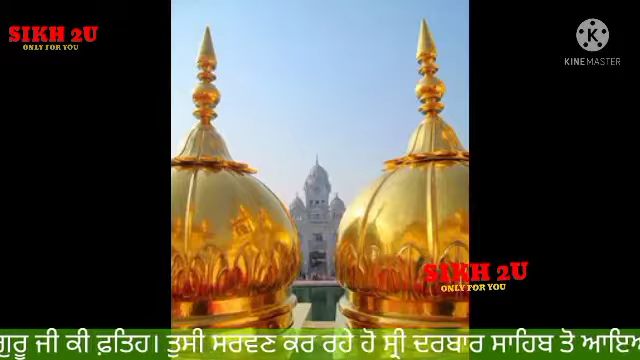 SIKH 2U
ONLY FOR YOU
KINEMASTER
SIKH 2U
ONLY FOR YOU
ਗੁਰੂ ਜੀ ਕੀ ਫ਼ਤਿਹ। ਤੁਸੀ ਸਰਵਣ ਕਰ ਰਹੇ ਹੋ ਸ੍ਰੀ ਦਰਬਾਰ ਸਾਹਿਬ ਤੋ